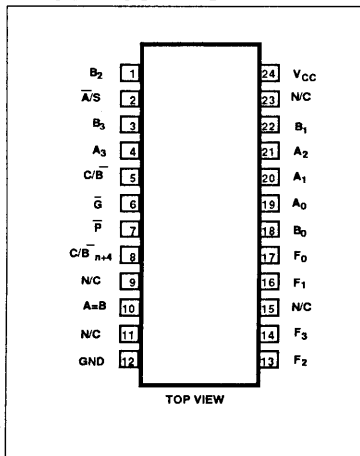 B₂ 1 24 V_CC
A̅/S 2 23 N/C
B₃ 3 22 B₁
A₃ 4 21 A₂
C/B̅ 5 20 A₁
G̅ 6 19 A₀
P̅ 7 18 B₀
C/B̅ₙ₊₄ 8 17 F₀
N/C 9 16 F₁
A=B 10 15 N/C
N/C 11 14 F₃
GND 12 13 F₂
TOP VIEW